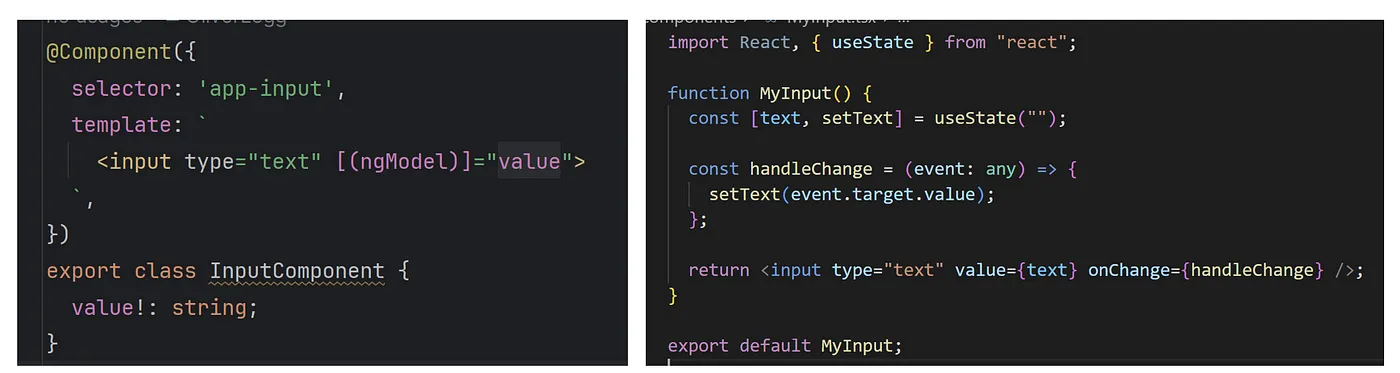 @Component({
  selector: 'app-input',
  template: `
    <input type="text" [(ngModel)]="value">
  `,
})
export class InputComponent {
  value!: string;
}
import React, { useState } from "react";
function MyInput() {
  const [text, setText] = useState("");
  const handleChange = (event: any) => {
    setText(event.target.value);
  };
  return <input type="text" value={text} onChange={handleChange} />;
}
export default MyInput;